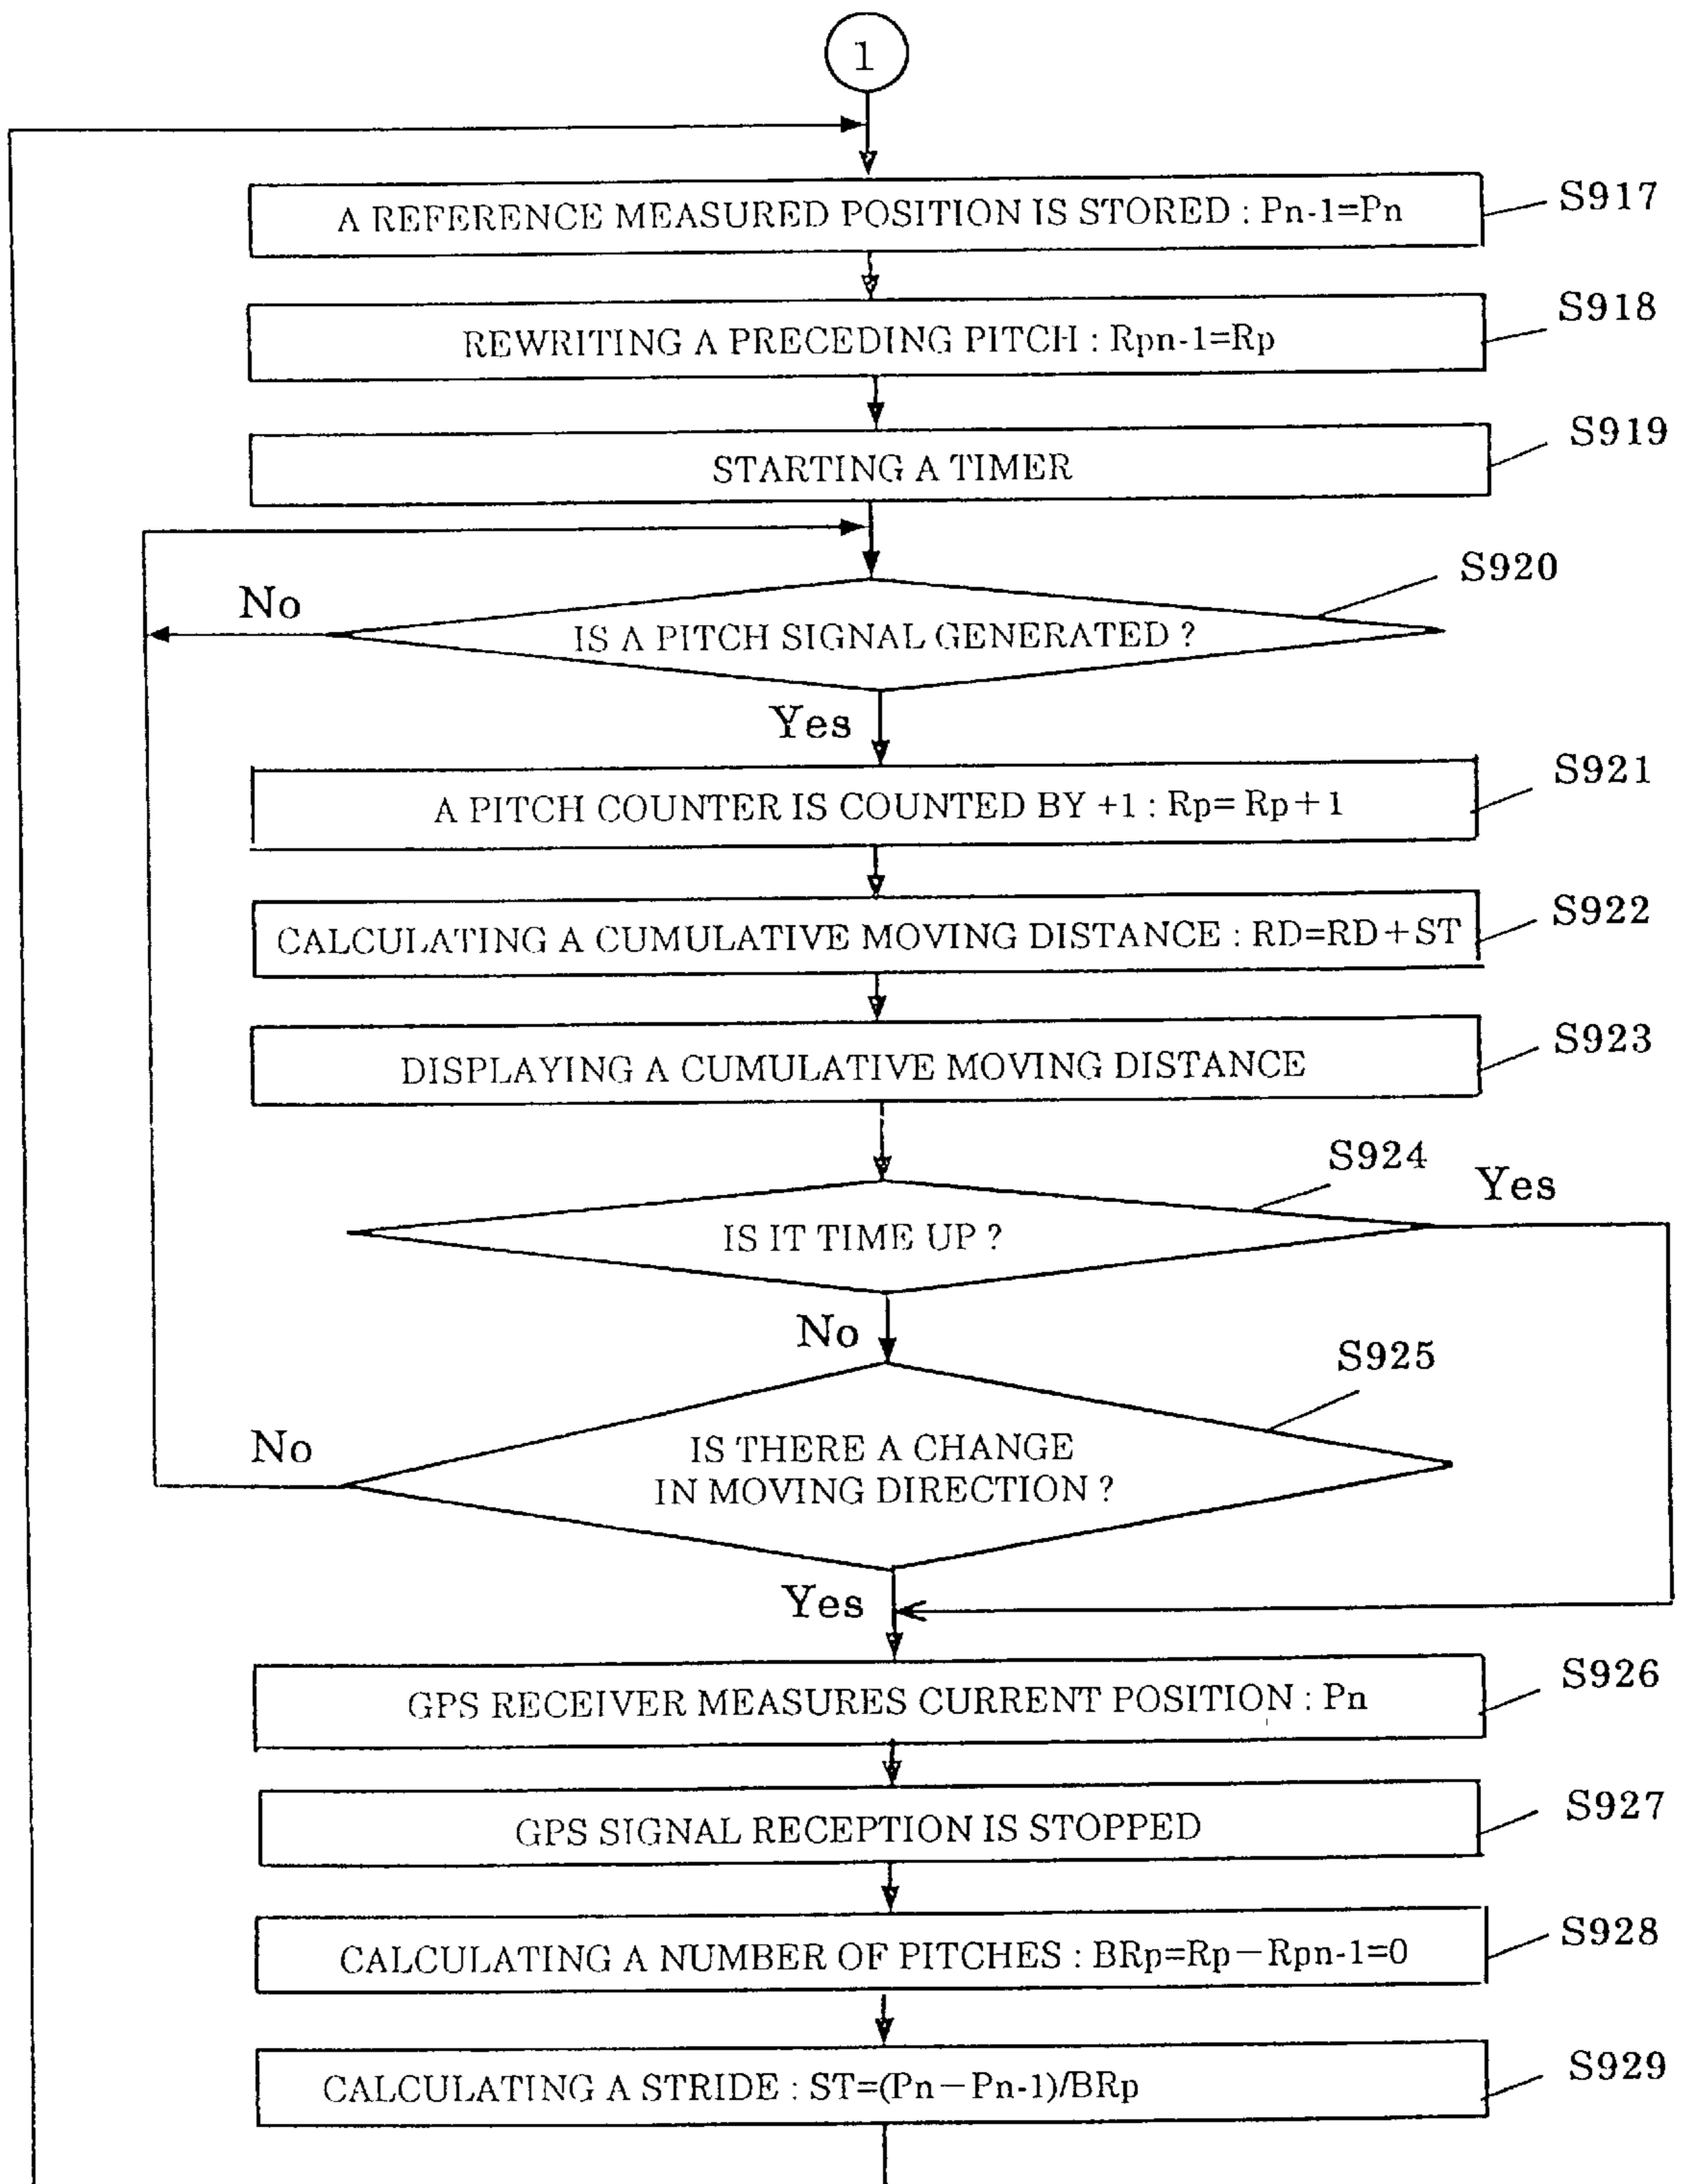 1
A REFERENCE MEASURED POSITION IS STORED : Pn-1=Pn
S917
REWRITING A PRECEDING PITCH : Rpn-1=Rp
S918
STARTING A TIMER
S919
S920
No
IS A PITCH SIGNAL GENERATED ?
Yes
A PITCH COUNTER IS COUNTED BY +1 : Rp= Rp+1
S921
CALCULATING A CUMULATIVE MOVING DISTANCE : RD=RD+ST
S922
DISPLAYING A CUMULATIVE MOVING DISTANCE
S923
S924
Yes
IS IT TIME UP ?
No
S925
No
IS THERE A CHANGE
IN MOVING DIRECTION ?
Yes
GPS RECEIVER MEASURES CURRENT POSITION : Pn
S926
GPS SIGNAL RECEPTION IS STOPPED
S927
CALCULATING A NUMBER OF PITCHES : BRp=Rp−Rpn-1=0
S928
CALCULATING A STRIDE : ST=(Pn−Pn-1)/BRp
S929